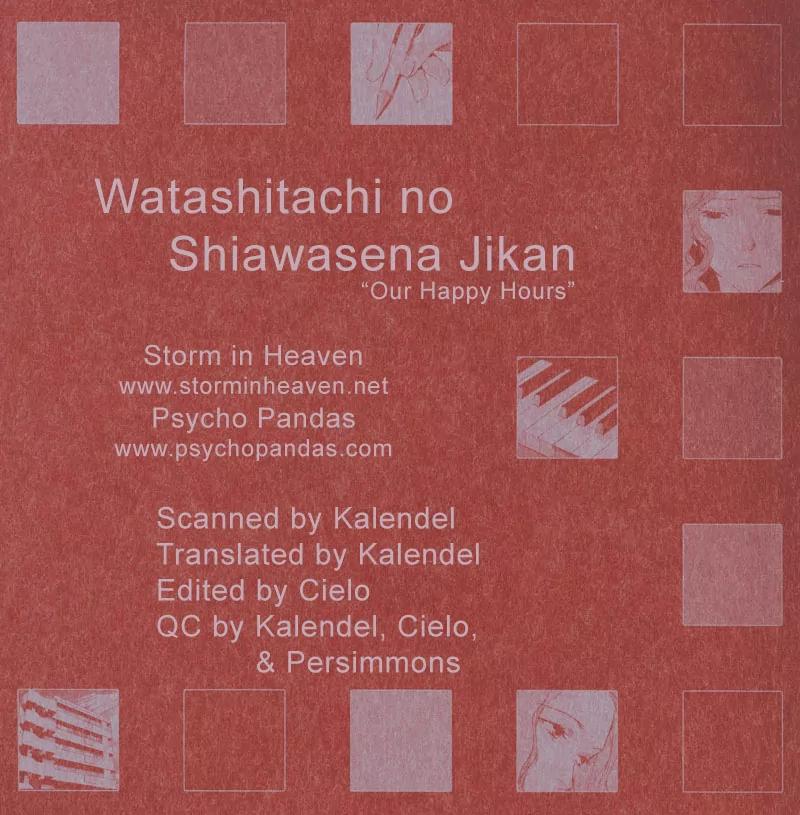 Watashitachi no
Shiawasena Jikan
“Our Happy Hours”
Storm in Heaven
www.storminheaven.net
Psycho Pandas
www.psychopandas.com
Scanned by Kalendel
Translated by Kalendel
Edited by Cielo
QC by Kalendel, Cielo,
& Persimmons